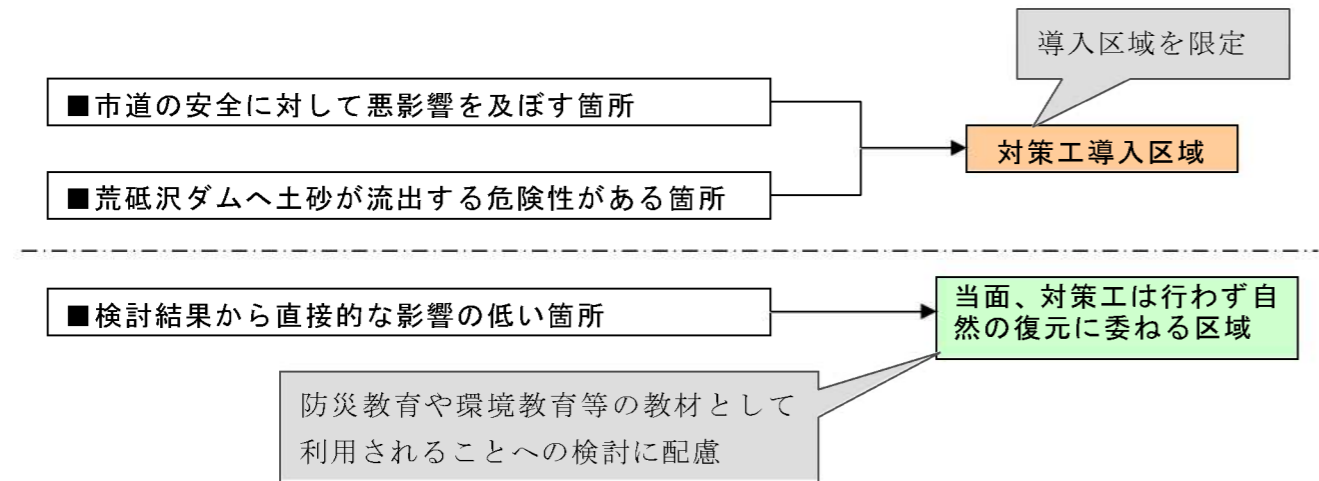 導入区域を限定
■市道の安全に対して悪影響を及ぼす箇所
対策工導入区域
■荒砥沢ダムへ土砂が流出する危険性がある箇所
■検討結果から直接的な影響の低い箇所
当面、対策工は行わず自
然の復元に委ねる区域
防災教育や環境教育等の教材として
利用されることへの検討に配慮